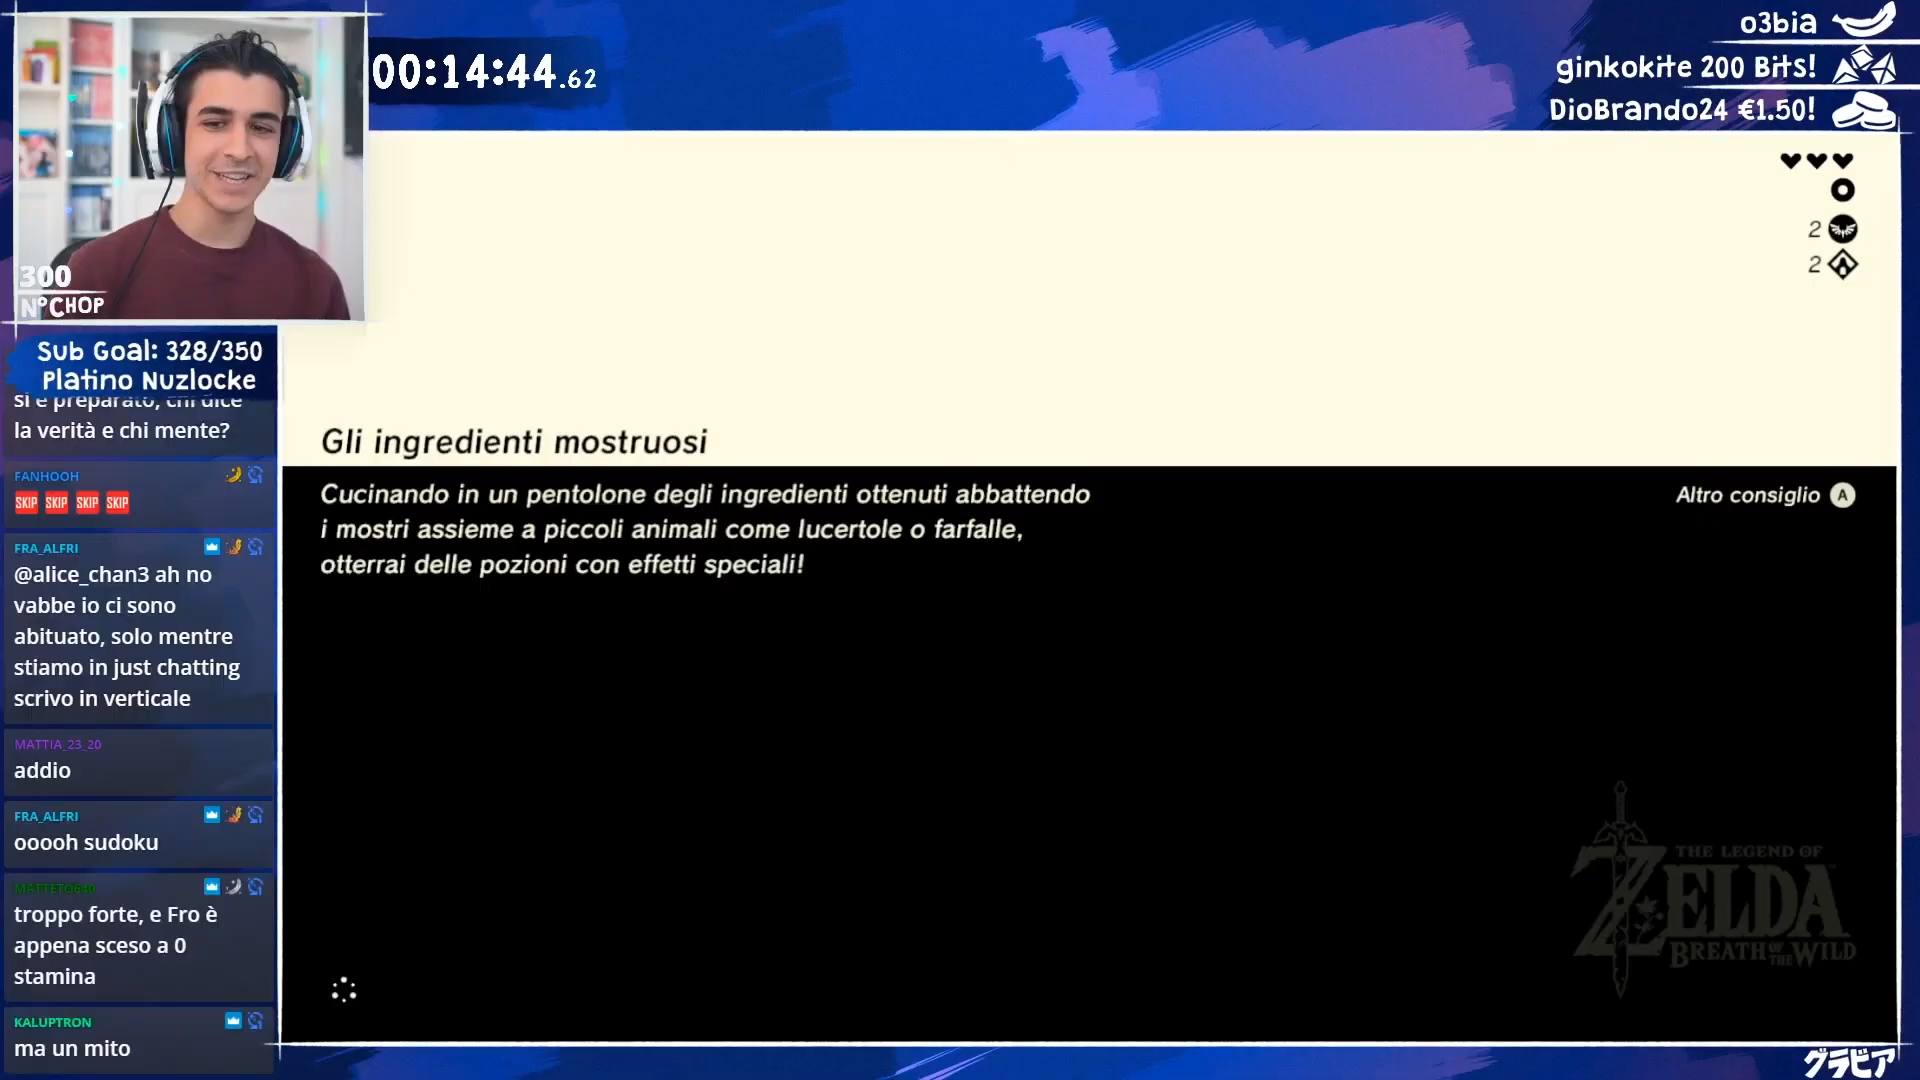 00:14:44.62
o3bia
ginkokite 200 Bits!
DioBrando24 €1.50!
300
N°CHOP
Sub Goal: 328/350
Platino Nuzlocke
si è preparato, chi dice
la verità e chi mente?
FANHOOH
SKIP SKIP SKIP SKIP
FRA_ALFRI
@alice_chan3 ah no
vabbe io ci sono
abituato, solo mentre
stiamo in just chatting
scrivo in verticale
MATTIA_23_20
addio
FRA_ALFRI
ooooh sudoku
troppo forte, e Fro è
appena sceso a 0
stamina
KALUPTRON
ma un mito
2
2
Gli ingredienti mostruosi
Cucinando in un pentolone degli ingredienti ottenuti abbattendo
i mostri assieme a piccoli animali come lucertole o farfalle,
otterrai delle pozioni con effetti speciali!
Altro consiglio A
THE LEGEND OF
ZELDA
BREATH OF THE WILD
グラビア